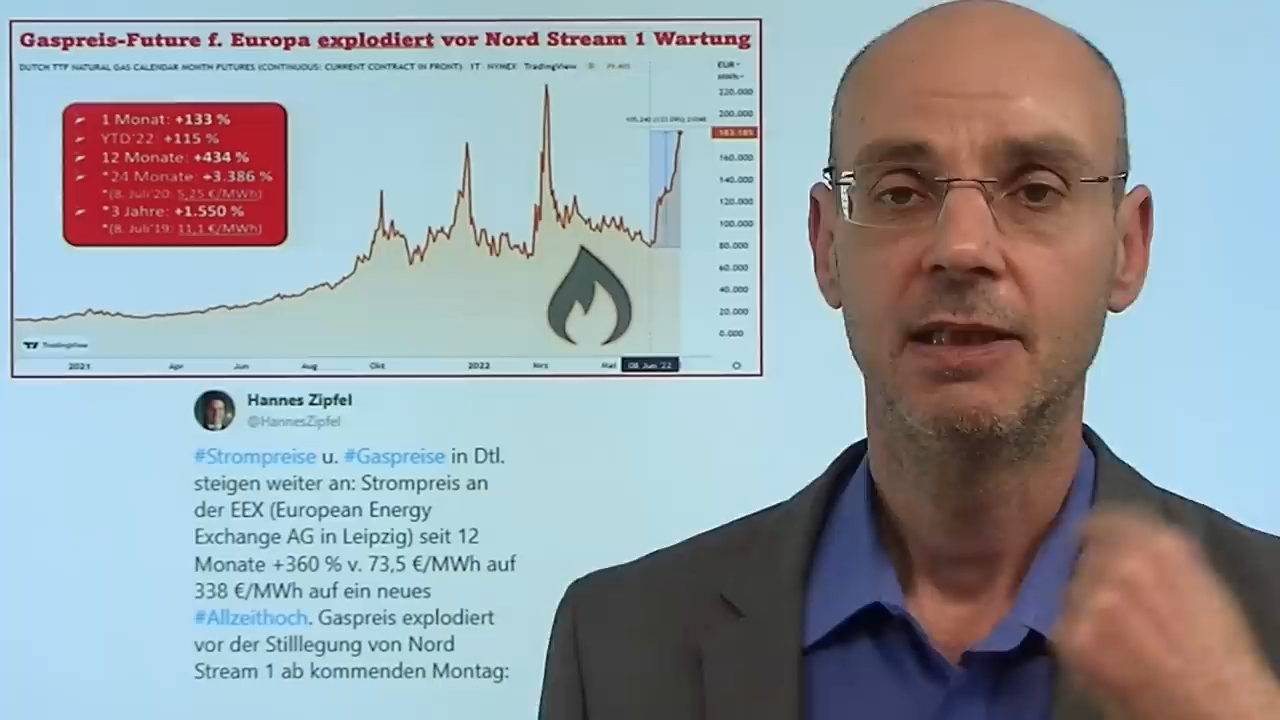 Gaspreis-Future f. Europa explodiert vor Nord Stream 1 Wartung
DUTCH TTP NATURAL GAS CALENDAR MONTH FUTURES (CONTINUOUS: CURRENT CONTRACT IN FRONT) 1T NYMEX TradingView
EUR
MWh
1 Monat: +133 %
YTD'22: +115 %
12 Monate: +434 %
*24 Monate: +3.386 %
*(8. Juli'20: 5,25 €/MWh)
*3 Jahre: +1.550 %
*(8. Juli'19: 11,1 €/MWh)
220.000
200.000
160.000
140.000
120.000
100.000
80.000
60.000
40.000
20.000
0.000
TradingView
2021 Apr Jun Aug Okt 2022 Mrz Mai 08 Jun '22
Hannes Zipfel
@HannesZipfel
#Strompreise u. #Gaspreise in Dtl.
steigen weiter an: Strompreis an
der EEX (European Energy
Exchange AG in Leipzig) seit 12
Monate +360 % v. 73,5 €/MWh auf
338 €/MWh auf ein neues
#Allzeithoch. Gaspreis explodiert
vor der Stilllegung von Nord
Stream 1 ab kommenden Montag: